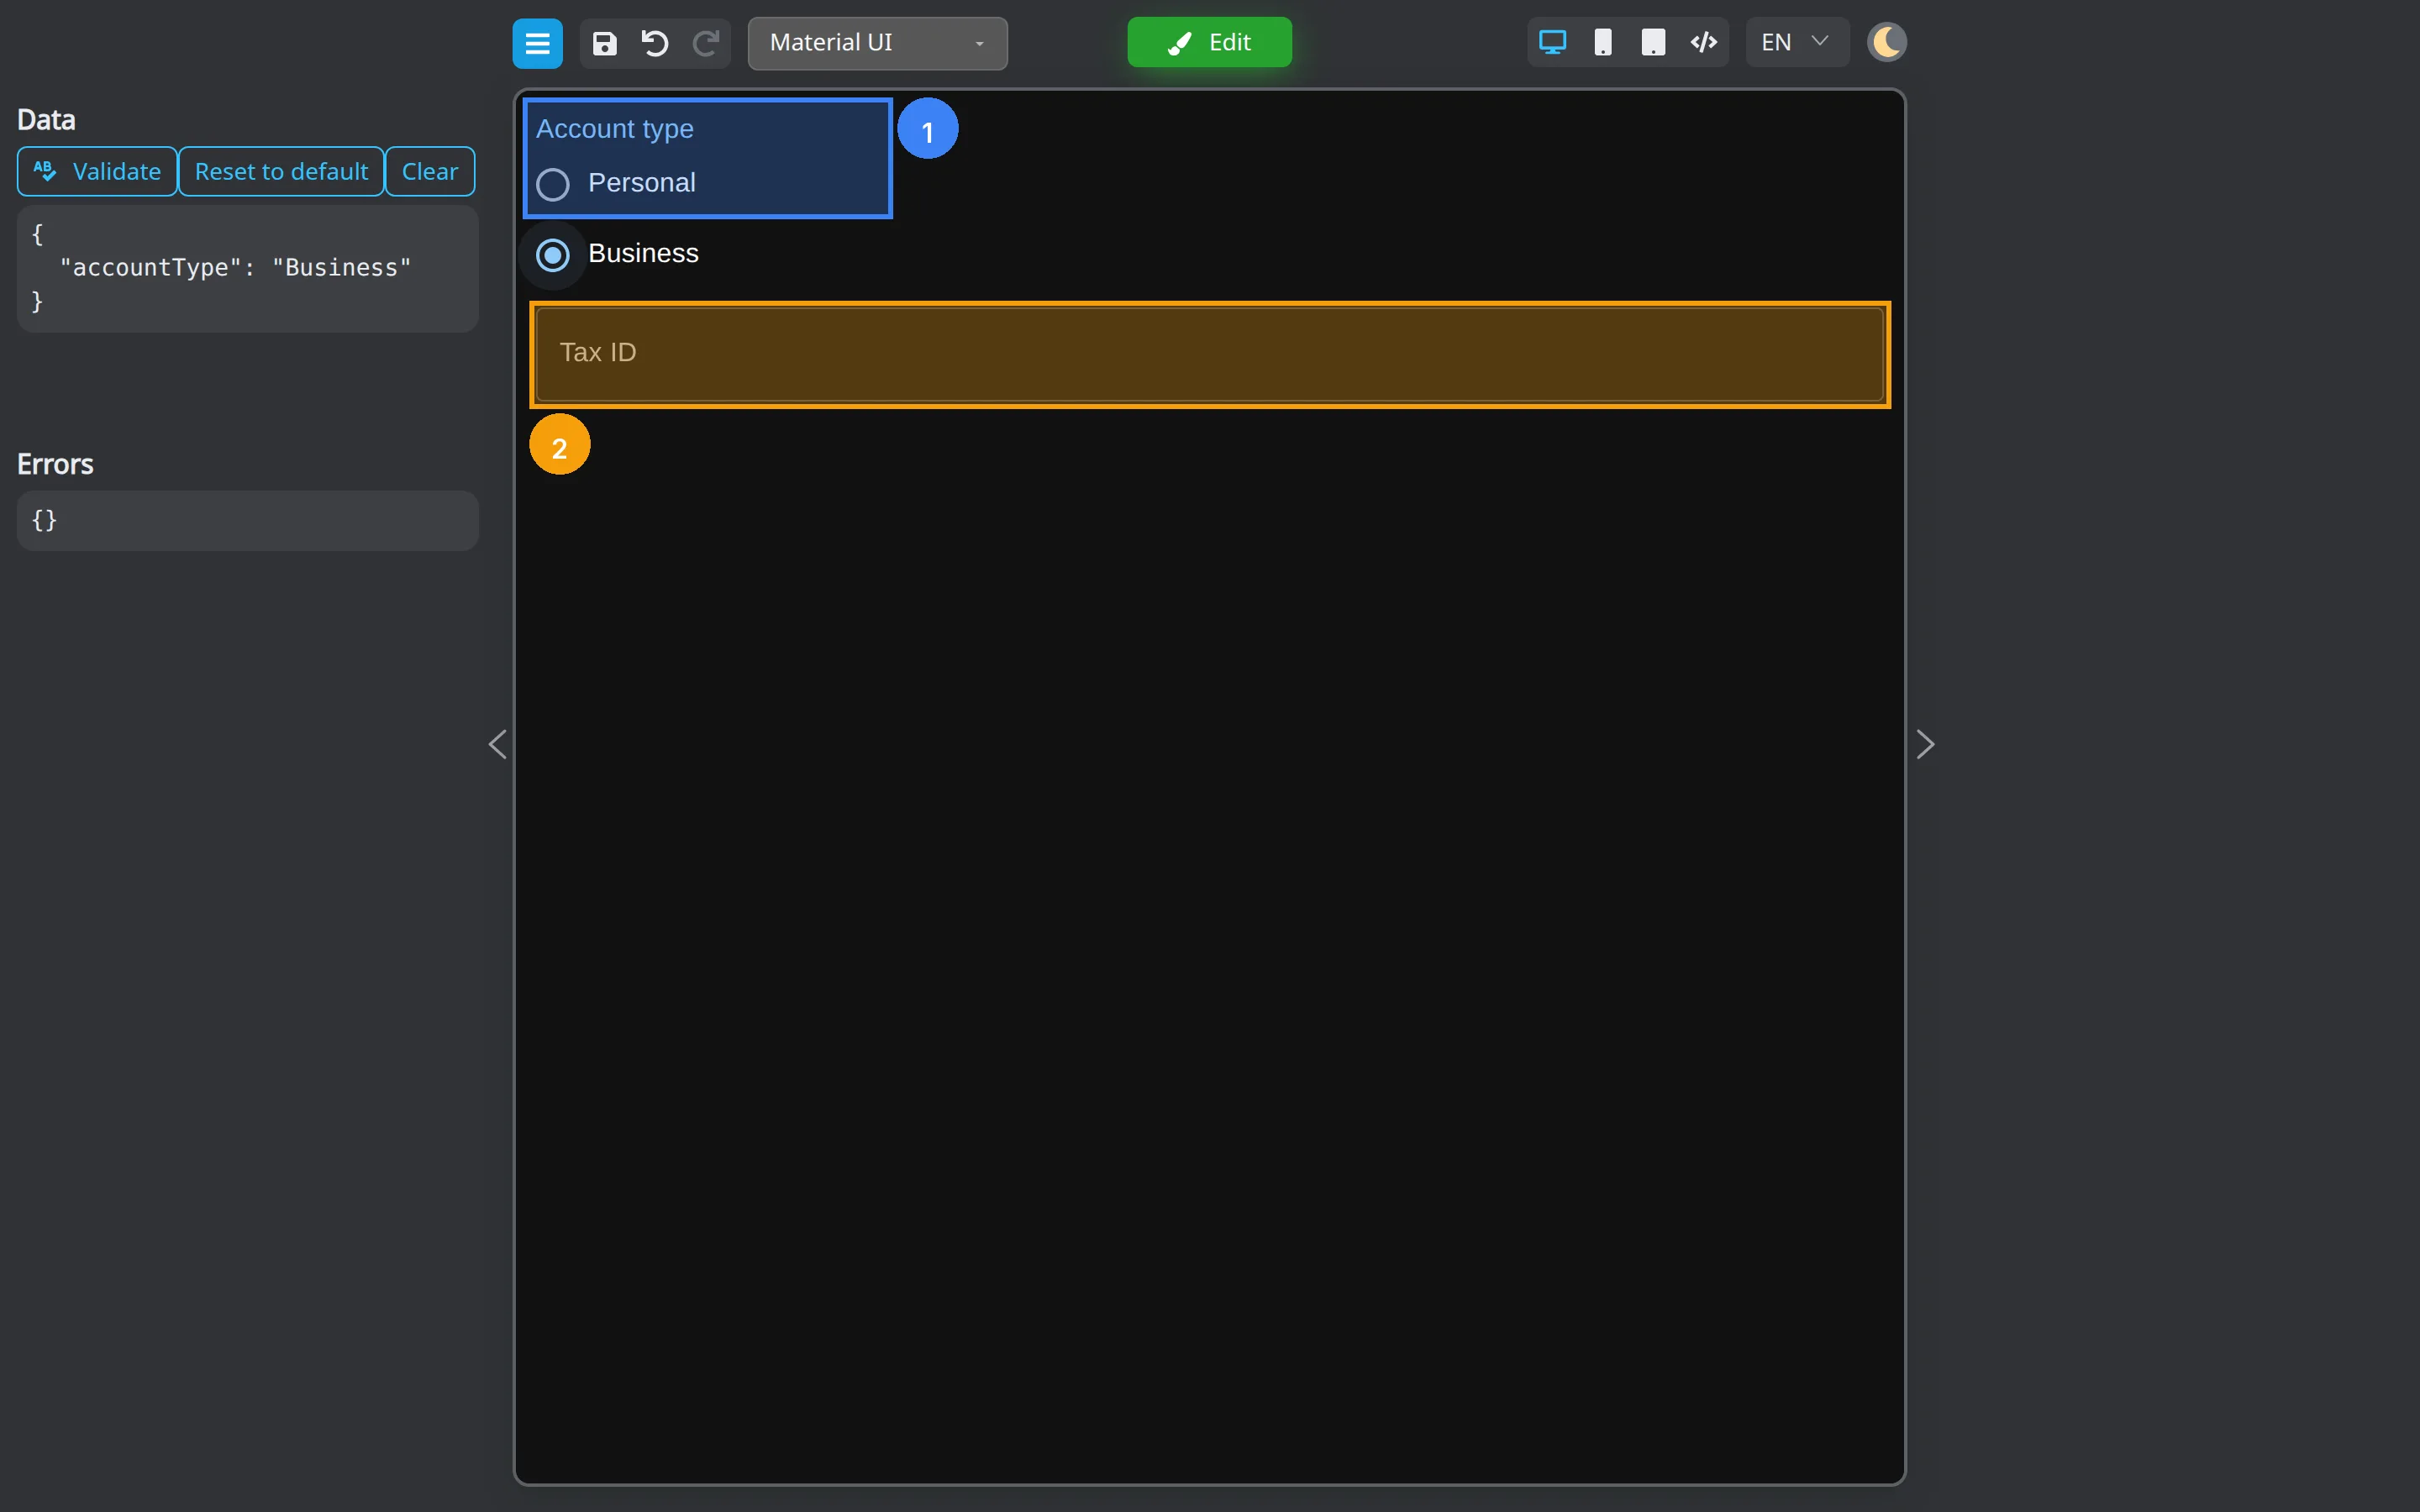 Material UI
Edit
EN
Data
AB Validate
Reset to default
Clear
{
"accountType": "Business"
}
Errors
{}
Account type
1
Personal
Business
Tax ID
2